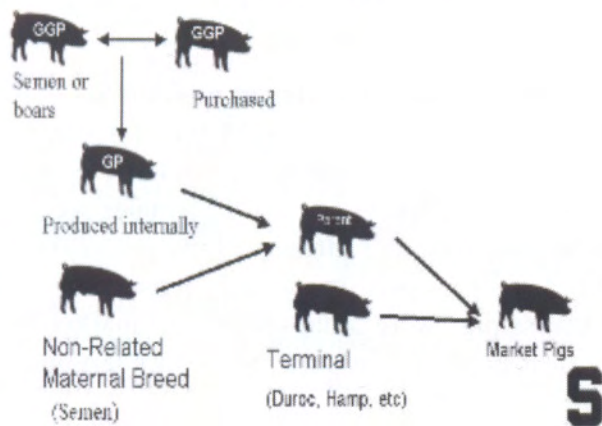 GGP
GGP
Semen or
boars
Purchased
GP
Produced internally
Parent
Non-Related
Maternal Breed
(Semen)
Terminal
(Duroc, Hamp, etc)
Market Pigs
S